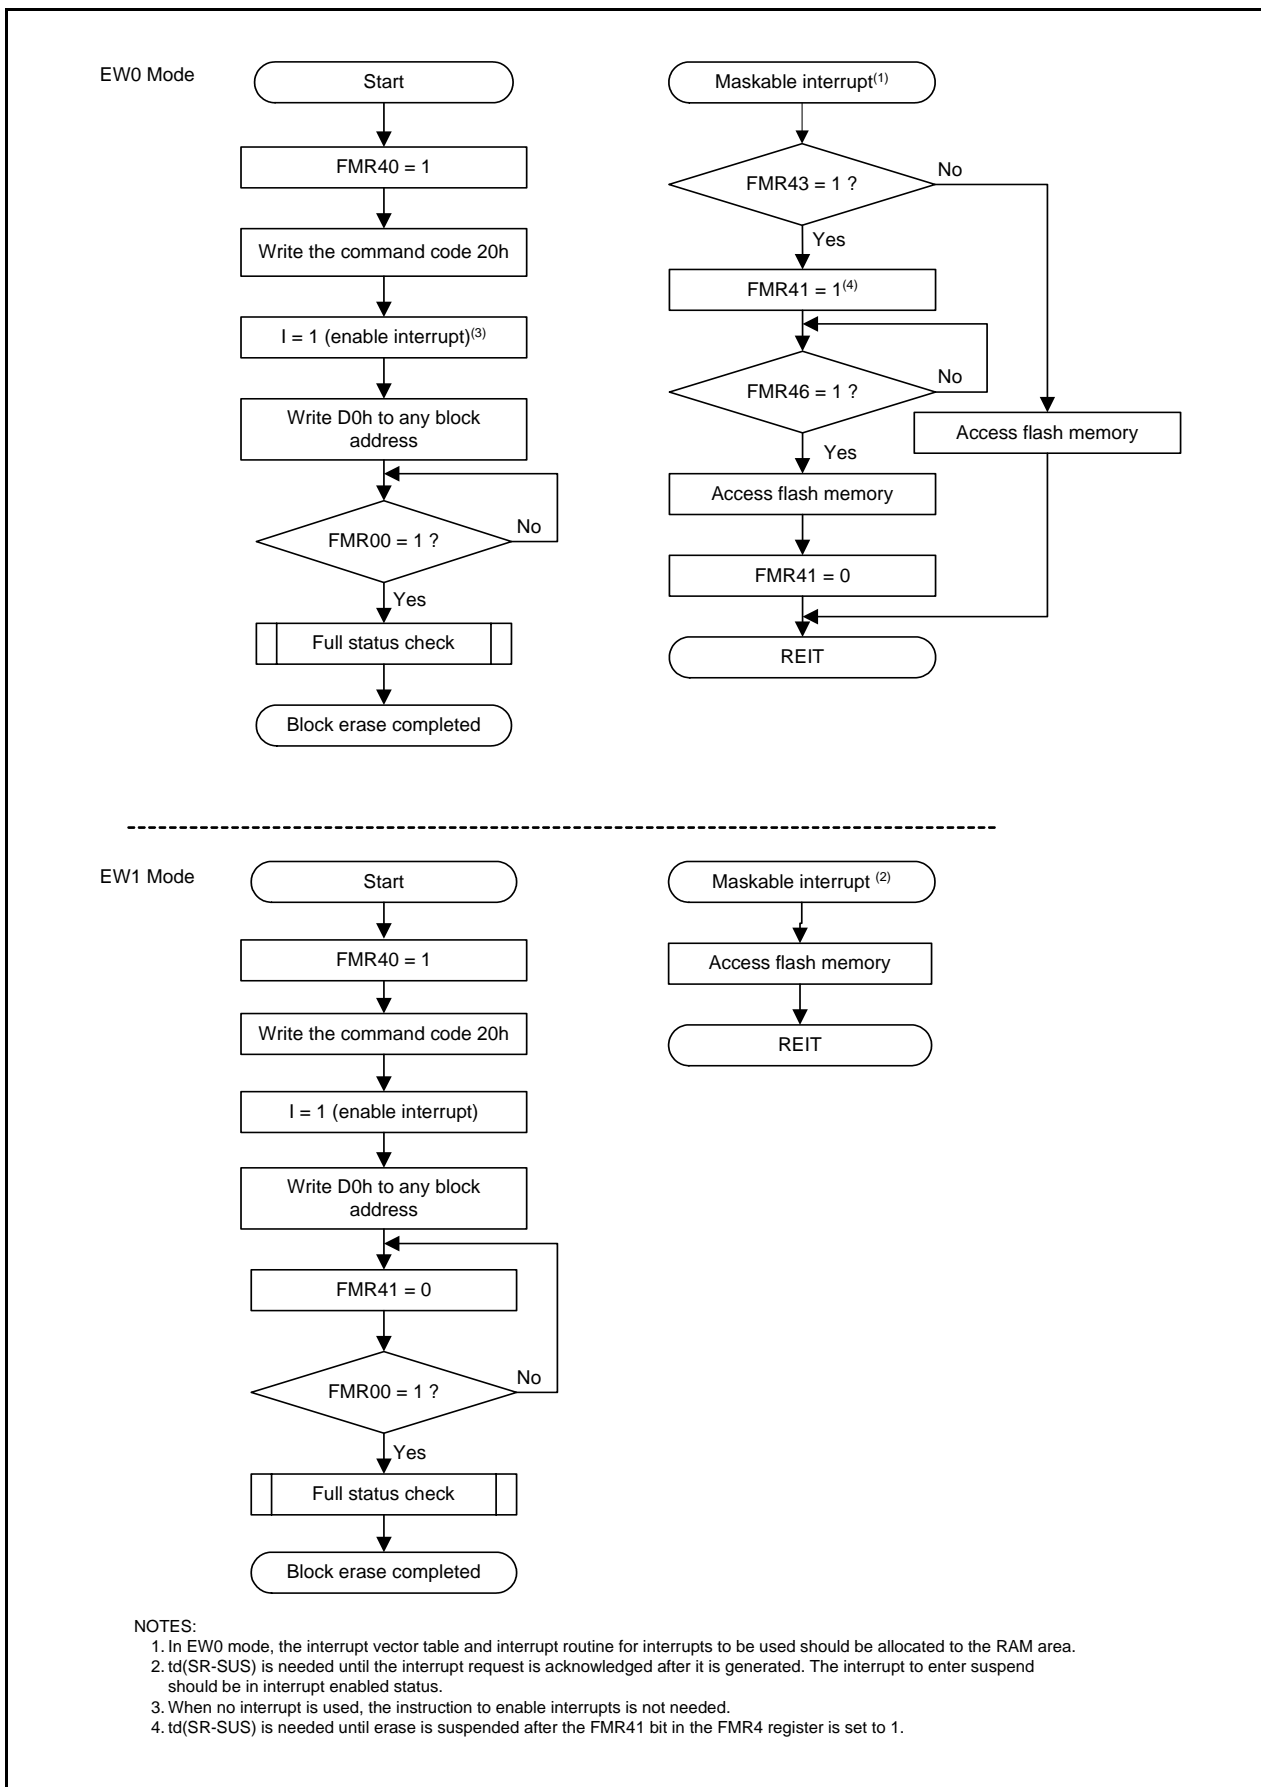 EW0 Mode
Start
FMR40 = 1
Write the command code 20h
I = 1 (enable interrupt)(3)
Write D0h to any block
address
FMR00 = 1 ?
No
Yes
Full status check
Block erase completed
Maskable interrupt(1)
FMR43 = 1 ?
No
Yes
FMR41 = 1(4)
FMR46 = 1 ?
No
Yes
Access flash memory
Access flash memory
FMR41 = 0
REIT
EW1 Mode
Start
FMR40 = 1
Write the command code 20h
I = 1 (enable interrupt)
Write D0h to any block
address
FMR41 = 0
FMR00 = 1 ?
No
Yes
Full status check
Block erase completed
Maskable interrupt (2)
Access flash memory
REIT
NOTES:
1. In EW0 mode, the interrupt vector table and interrupt routine for interrupts to be used should be allocated to the RAM area.
2. td(SR-SUS) is needed until the interrupt request is acknowledged after it is generated. The interrupt to enter suspend
should be in interrupt enabled status.
3. When no interrupt is used, the instruction to enable interrupts is not needed.
4. td(SR-SUS) is needed until erase is suspended after the FMR41 bit in the FMR4 register is set to 1.